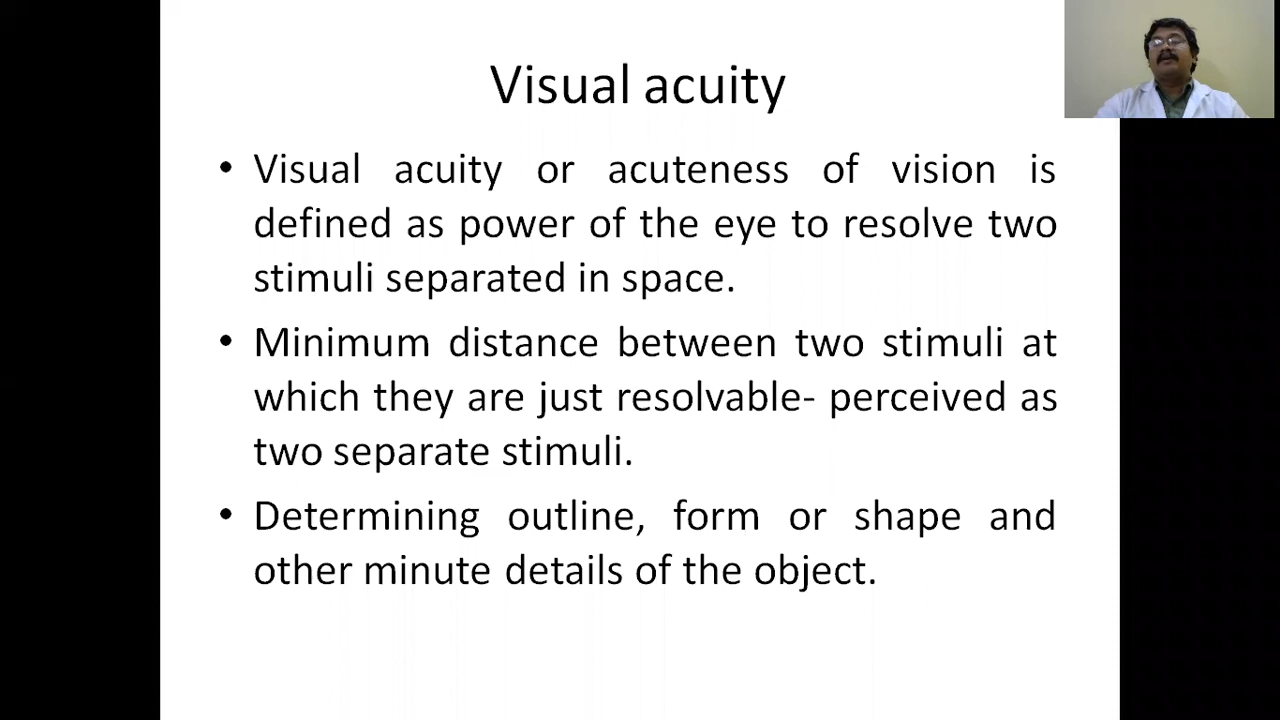 Visual acuity
• Visual acuity or acuteness of vision is
defined as power of the eye to resolve two
stimuli separated in space.
• Minimum distance between two stimuli at
which they are just resolvable- perceived as
two separate stimuli.
• Determining outline, form or shape and
other minute details of the object.